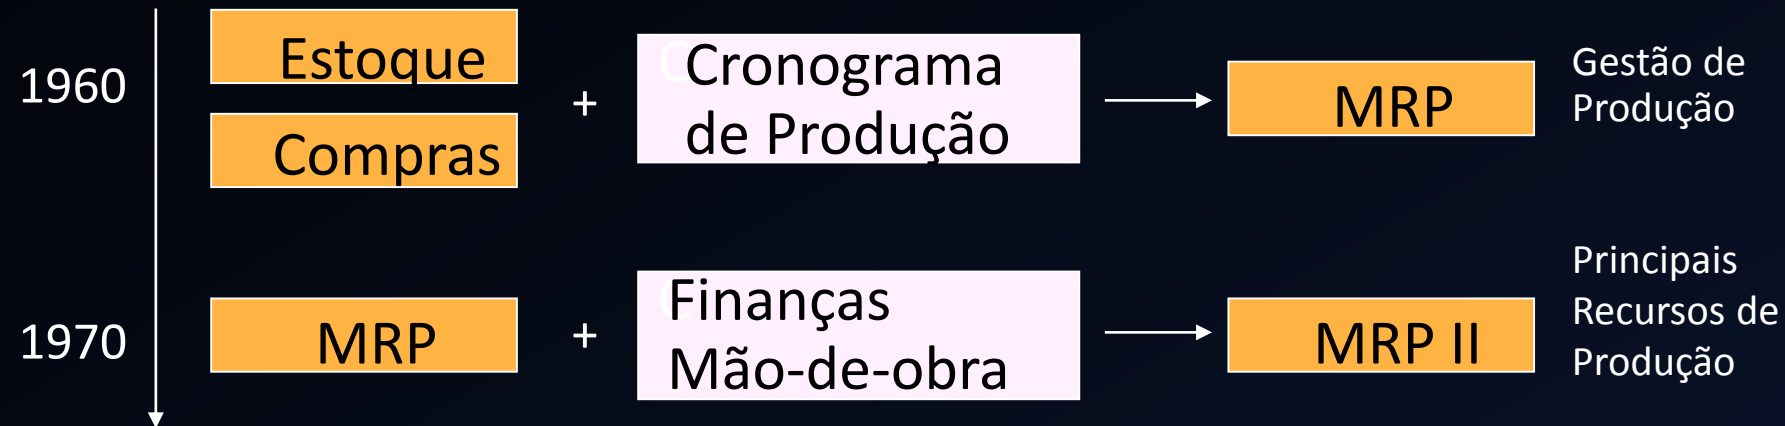 1960
Estoque
Compras
+
Cronograma
de Produção
MRP
Gestão de
Produção
1970
MRP
+
Finanças
Mão-de-obra
MRP II
Principais
Recursos de
Produção